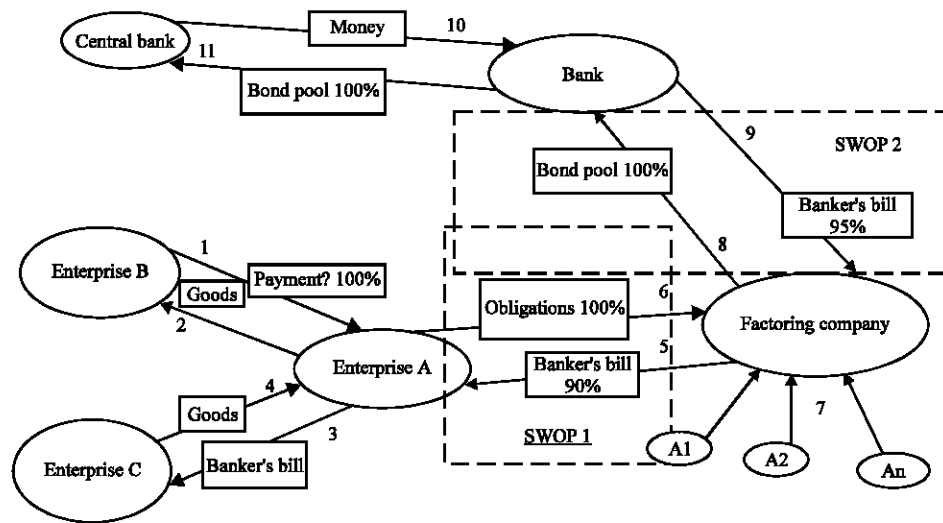 Central bank
Money
10
11
Bond pool 100%
Bank
9
SWOP 2
Bond pool 100%
Banker's bill
95%
8
1
Enterprise B
Payment? 100%
Goods
2
6
Obligations 100%
Factoring company
5
Enterprise A
Banker's bill
90%
4
Goods
3
7
SWOP 1
A1
A2
An
Enterprise C
Banker's bill